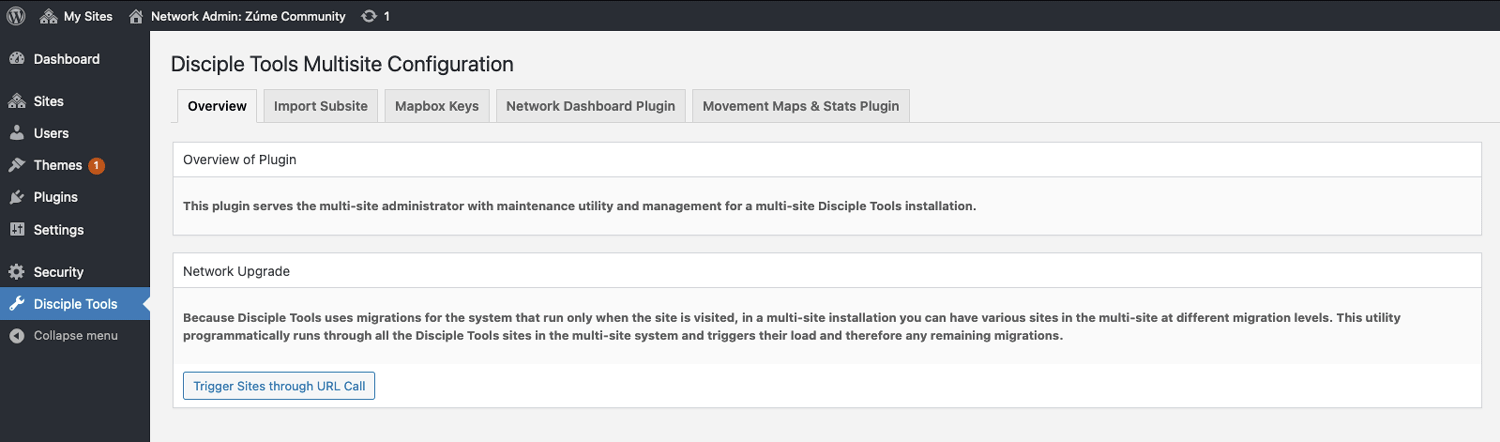 My Sites Network Admin: Zúme Community 1
Dashboard
Sites
Users
Themes 1
Plugins
Settings
Security
Disciple Tools
Collapse menu
Disciple Tools Multisite Configuration
Overview Import Subsite Mapbox Keys Network Dashboard Plugin Movement Maps & Stats Plugin
Overview of Plugin
This plugin serves the multi-site administrator with maintenance utility and management for a multi-site Disciple Tools installation.
Network Upgrade
Because Disciple Tools uses migrations for the system that run only when the site is visited, in a multi-site installation you can have various sites in the multi-site at different migration levels. This utility
programmatically runs through all the Disciple Tools sites in the multi-site system and triggers their load and therefore any remaining migrations.
Trigger Sites through URL Call